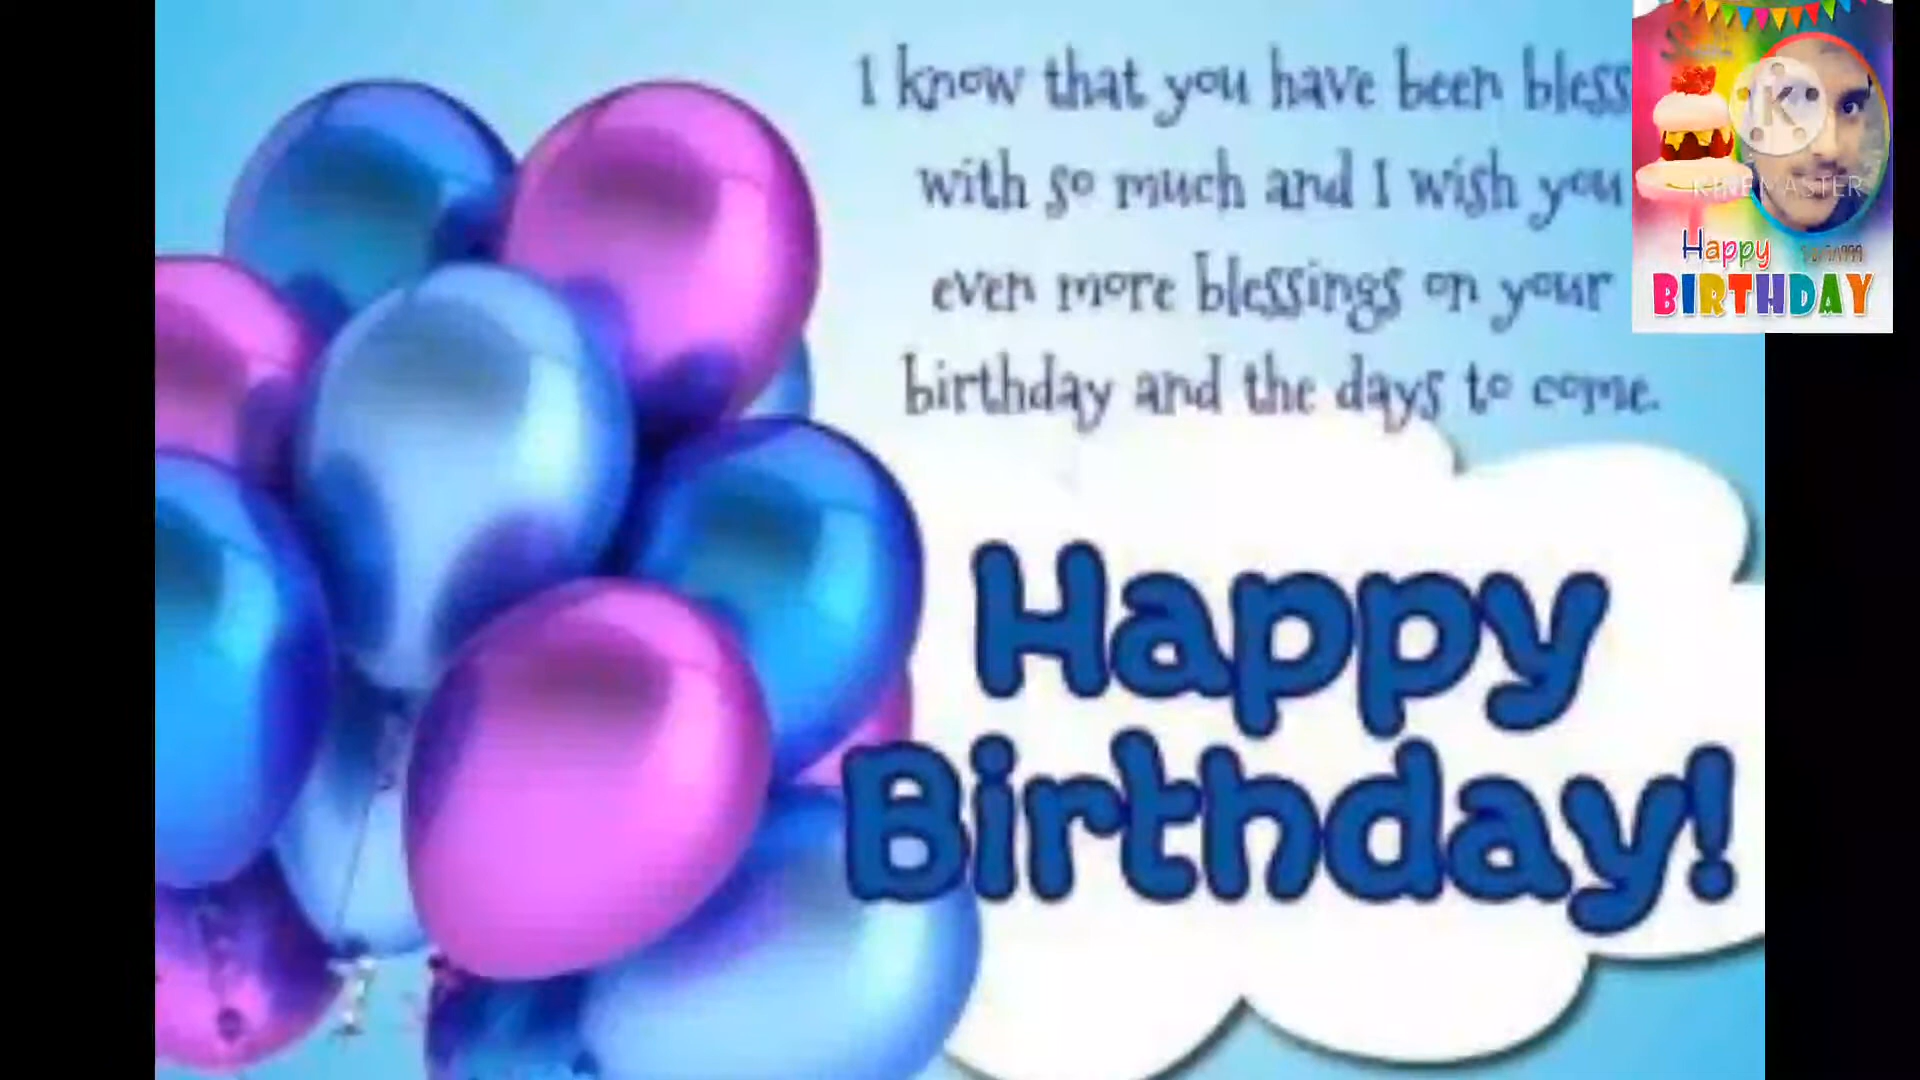 I know that you have been bless
with so much and I wish you
even more blessings on your
birthday and the days to come.
Happy
Birthday!
KINEMASTER
Happy
BIRTHDAY